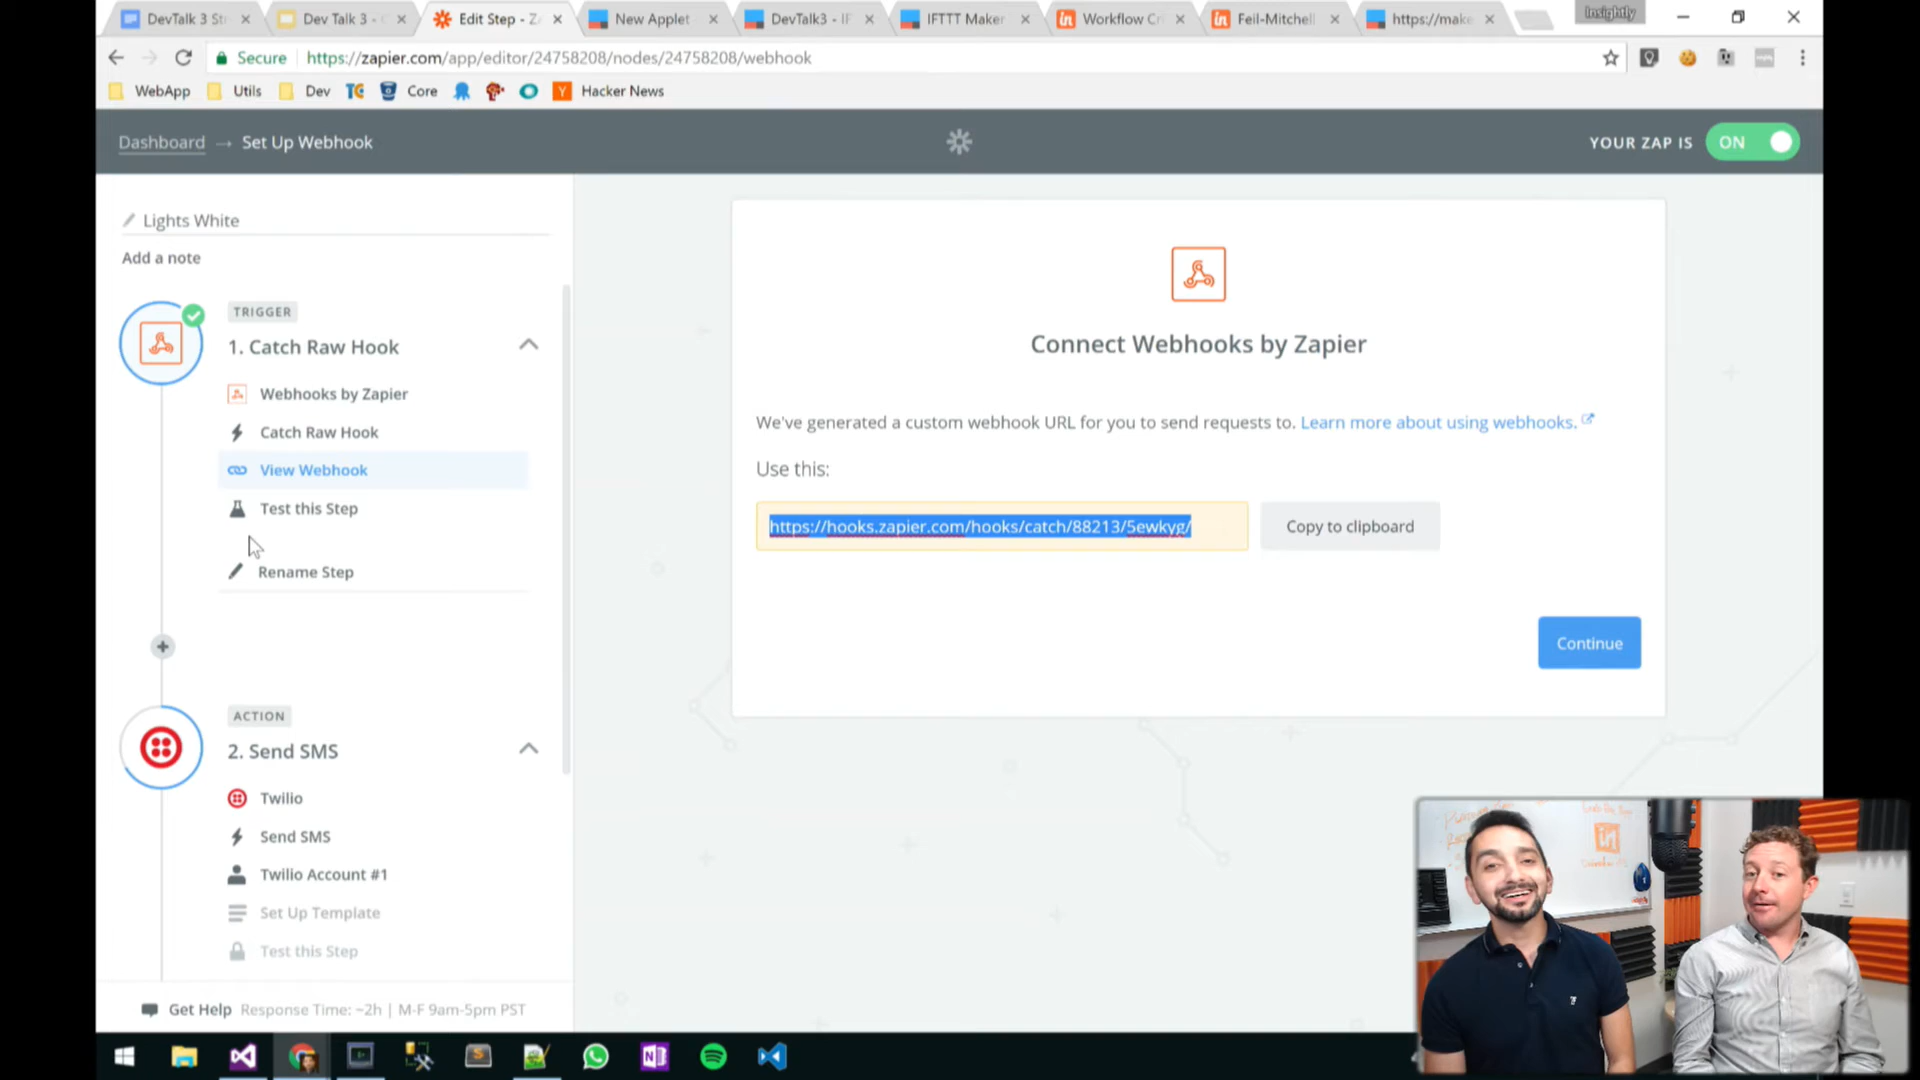 DevTalk 3 St
Dev Talk 3 -
Edit Step - Z
New Applet
DevTalk3 - IF
IFTTT Maker
Workflow Cr
Feil-Mitchell
https://make
Insightly
Secure
https://zapier.com/app/editor/24758208/nodes/24758208/webhook
WebApp
Utils
Dev
Core
Hacker News
Dashboard → Set Up Webhook
YOUR ZAP IS
ON
Lights White
Add a note
TRIGGER
1. Catch Raw Hook
Webhooks by Zapier
Catch Raw Hook
View Webhook
Test this Step
Rename Step
ACTION
2. Send SMS
Twilio
Send SMS
Twilio Account #1
Set Up Template
Test this Step
Get Help
Response Time: ~2h | M-F 9am-5pm PST
Connect Webhooks by Zapier
We've generated a custom webhook URL for you to send requests to. Learn more about using webhooks.
Use this:
https://hooks.zapier.com/hooks/catch/88213/5ewkyg/
Copy to clipboard
Continue